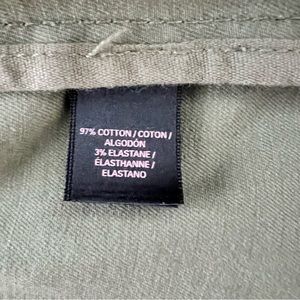 97% COTTON / COTON /
ALGODÓN
3% ELASTANE /
ÉLASTHANNE /
ELASTANO